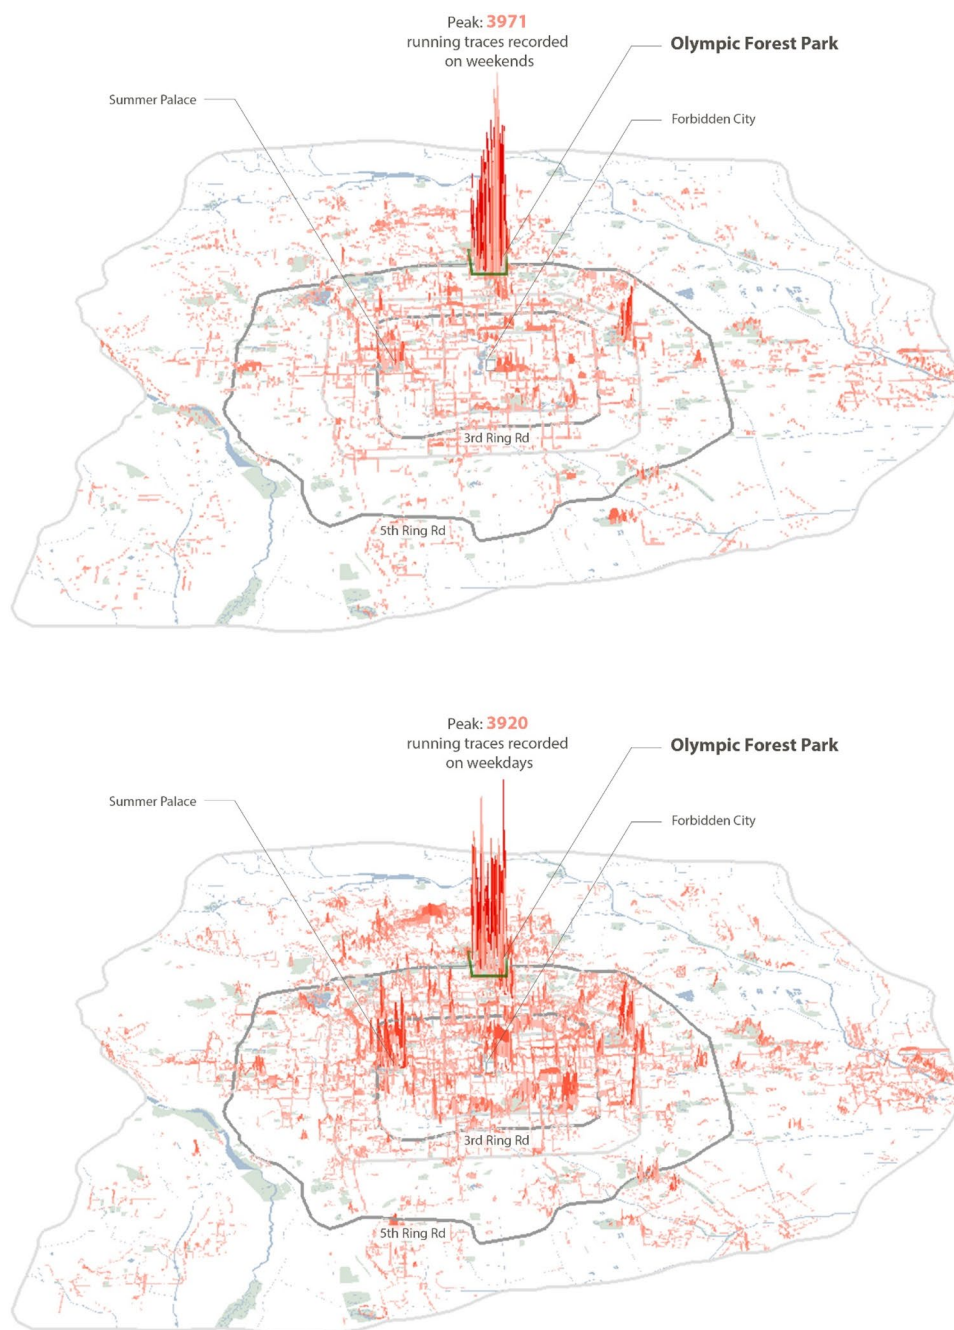 Peak: 3971
running traces recorded
on weekends
Olympic Forest Park
Summer Palace
Forbidden City
3rd Ring Rd
5th Ring Rd
Peak: 3920
running traces recorded
on weekdays
Olympic Forest Park
Summer Palace
Forbidden City
3rd Ring Rd
5th Ring Rd